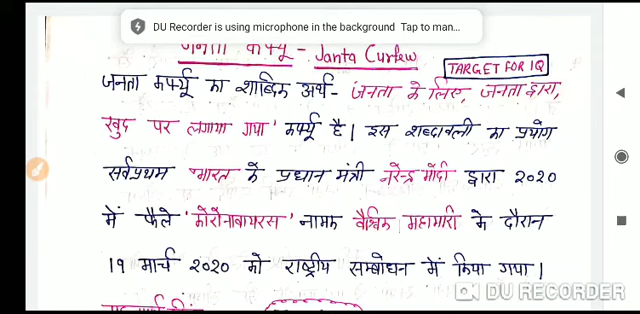 DU Recorder is using microphone in the background Tap to man...
जनता कर्फ्यू - Janta Curfew
TARGET FOR IQ
जनता कर्फ्यू का शाब्दिक अर्थ- जनता के लिए, जनता द्वारा,
खुद पर लगाया गया' कर्फ्यू है। इस शब्दावली का प्रयोग
सर्वप्रथम भारत के प्रधान मंत्री नरेन्द्र मोदी द्वारा २०२०
में फैले 'कोरोनावायरस' नामक वैश्विक महामारी के दौरान
19 मार्च २०२० को राष्ट्रीय सम्बोधन में किया गया।
DU RECORDER